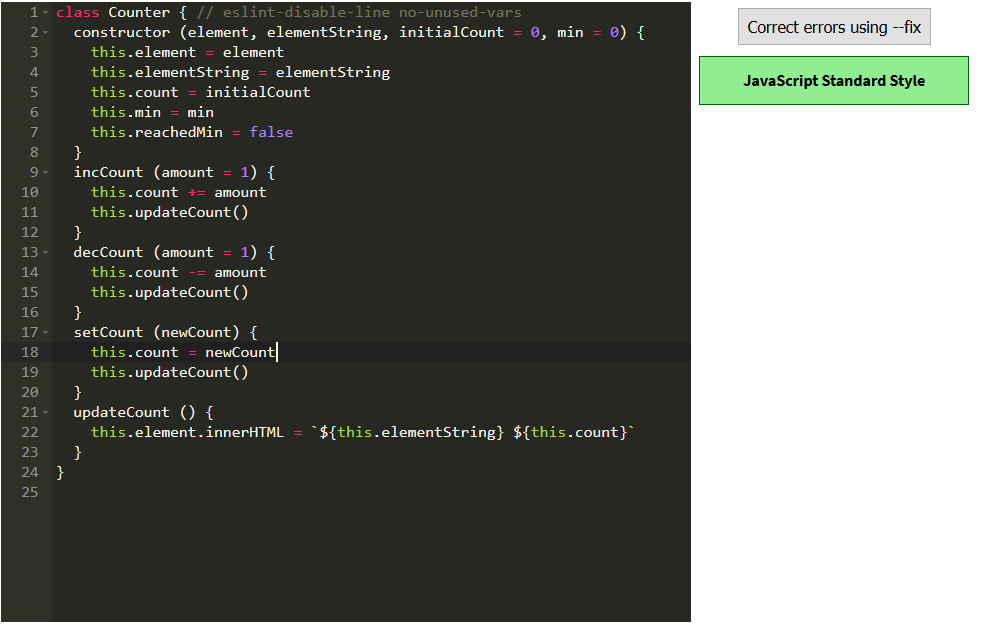 1 class Counter { // eslint-disable-line no-unused-vars
2   constructor (element, elementString, initialCount = 0, min = 0) {
3     this.element = element
4     this.elementString = elementString
5     this.count = initialCount
6     this.min = min
7     this.reachedMin = false
8   }
9   incCount (amount = 1) {
10     this.count += amount
11     this.updateCount()
12   }
13   decCount (amount = 1) {
14     this.count -= amount
15     this.updateCount()
16   }
17   setCount (newCount) {
18     this.count = newCount
19     this.updateCount()
20   }
21   updateCount () {
22     this.element.innerHTML = `${this.elementString} ${this.count}`
23   }
24 }
25
Correct errors using --fix
JavaScript Standard Style